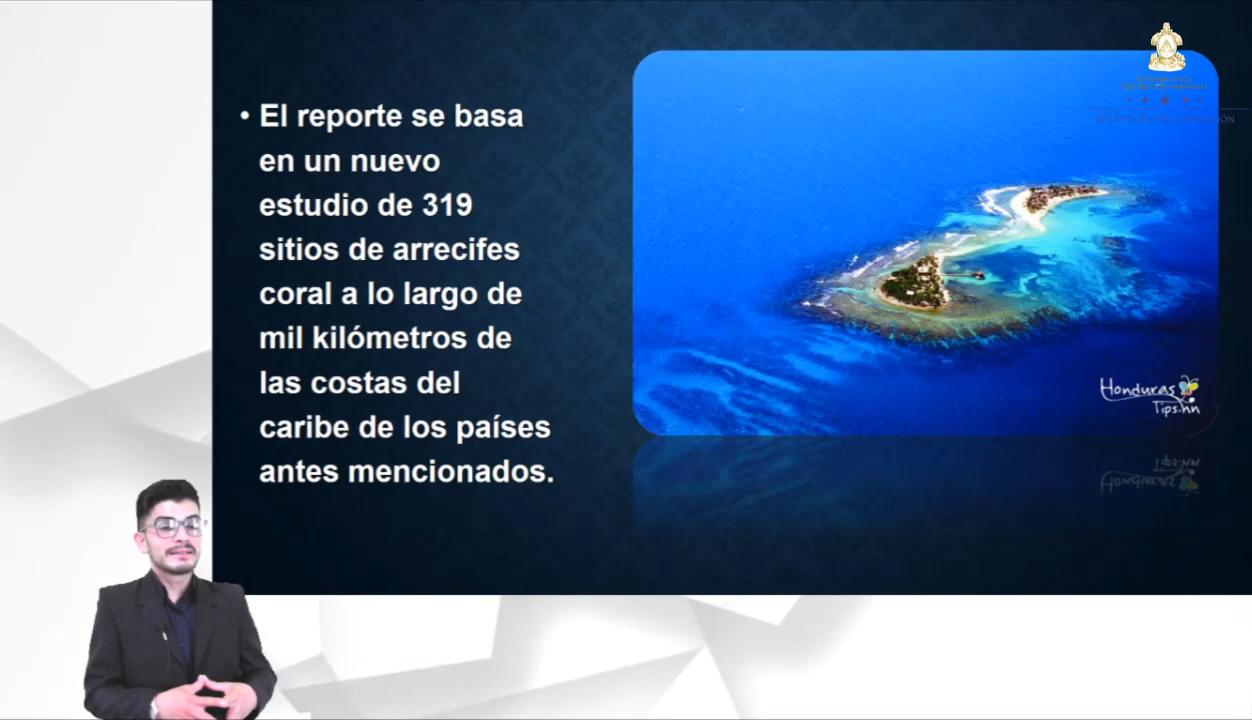 • El reporte se basa
en un nuevo
estudio de 319
sitios de arrecifes
coral a lo largo de
mil kilómetros de
las costas del
caribe de los países
antes mencionados.
Honduras
Tips.hn